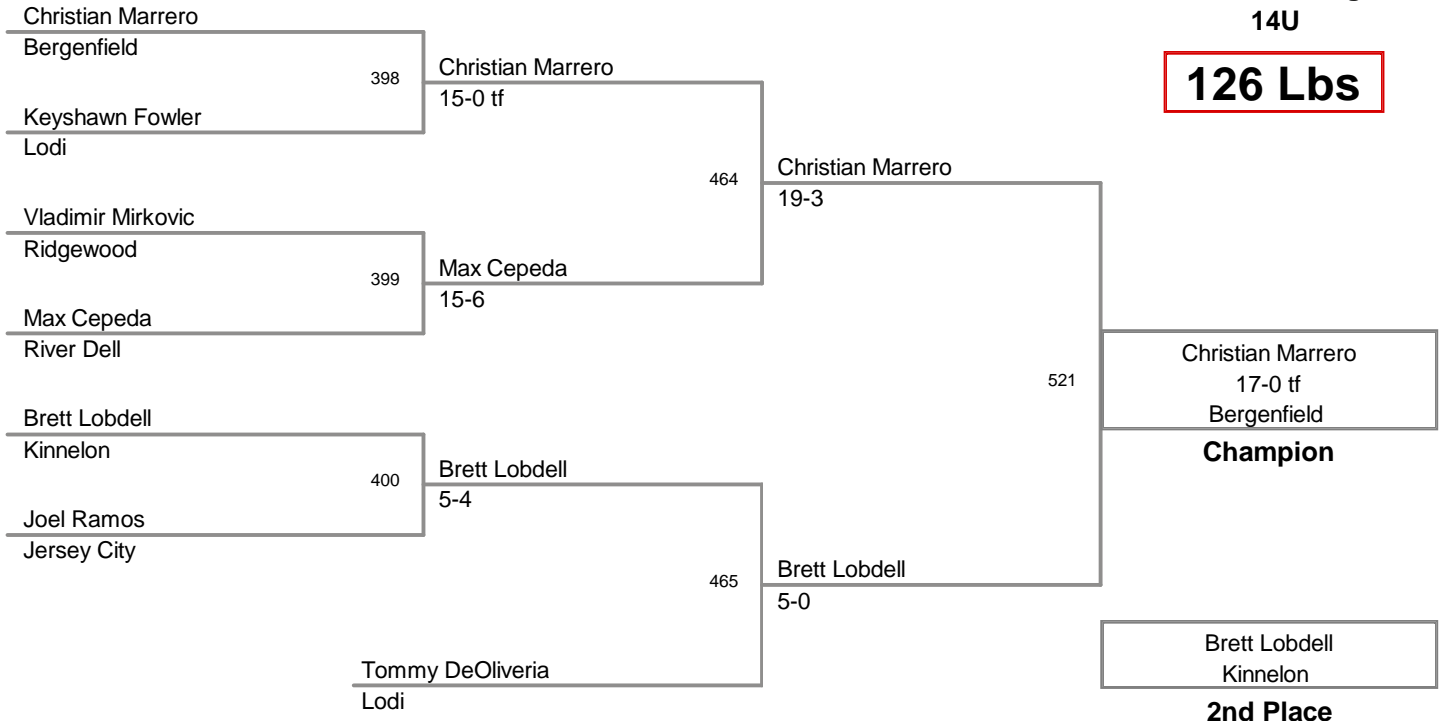 14U
126 Lbs
Christian Marrero
Bergenfield
398
Keyshawn Fowler
Lodi
Christian Marrero
15-0 tf
Vladimir Mirkovic
Ridgewood
399
Max Cepeda
River Dell
Max Cepeda
15-6
464
Christian Marrero
19-3
Brett Lobdell
Kinnelon
400
Joel Ramos
Jersey City
Brett Lobdell
5-4
465
Tommy DeOliveria
Lodi
Brett Lobdell
5-0
521
Christian Marrero
17-0 tf
Bergenfield
Champion
Brett Lobdell
Kinnelon
2nd Place